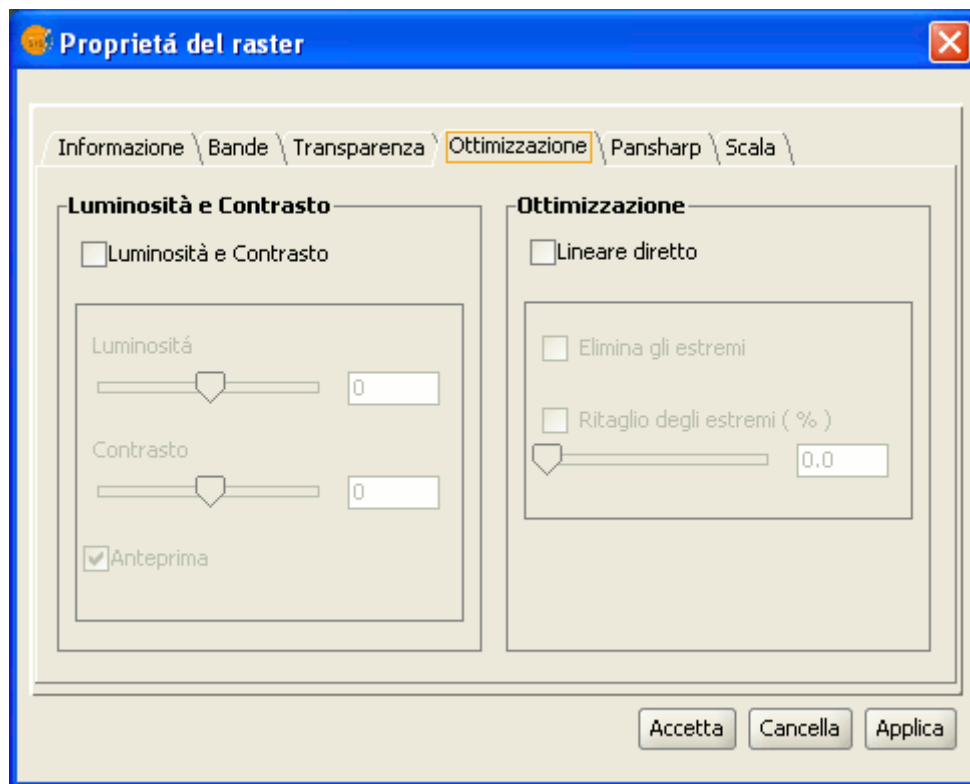 Proprietá del raster
Informazione Bande Transparenza Ottimizzazione Pansharp Scala
Luminosità e Contrasto
Luminosità e Contrasto
Luminositá
0
Contrasto
0
Anteprima
Ottimizzazione
Lineare diretto
Elimina gli estremi
Ritaglio degli estremi ( % )
0.0
Accetta Cancella Applica